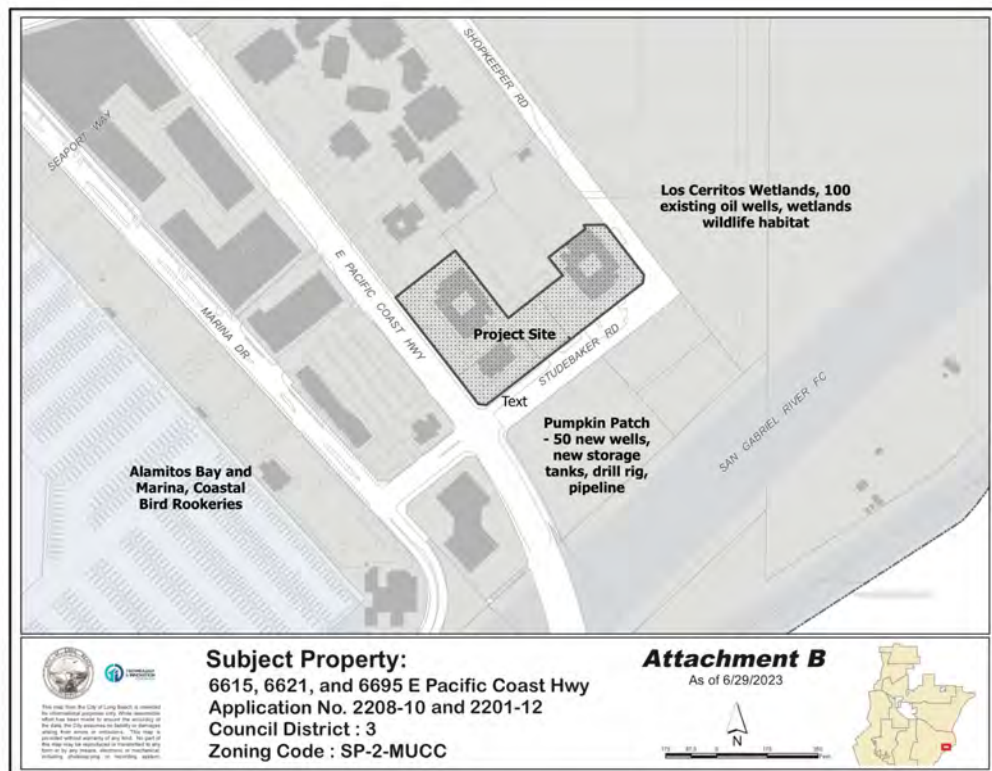 SHOPKEEPER RD
SEAPORT WAY
Los Cerritos Wetlands, 100
existing oil wells, wetlands
wildlife habitat
E PACIFIC COAST HWY
MARINA DR
Project Site
STUDEBAKER RD
Text
SAN GABRIEL RIVER F.C
Pumpkin Patch
- 50 new wells,
new storage
tanks, drill rig,
pipeline
Alamitos Bay and
Marina, Coastal
Bird Rookeries
Subject Property:
6615, 6621, and 6695 E Pacific Coast Hwy
Application No. 2208-10 and 2201-12
Council District : 3
Zoning Code : SP-2-MUCC
Attachment B
As of 6/29/2023
N